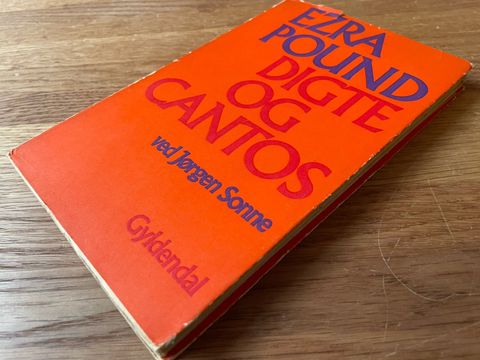 EZRA
POUND
DIGTE
OG
CANTOS
ved Jørgen Sonne
Gyldendal